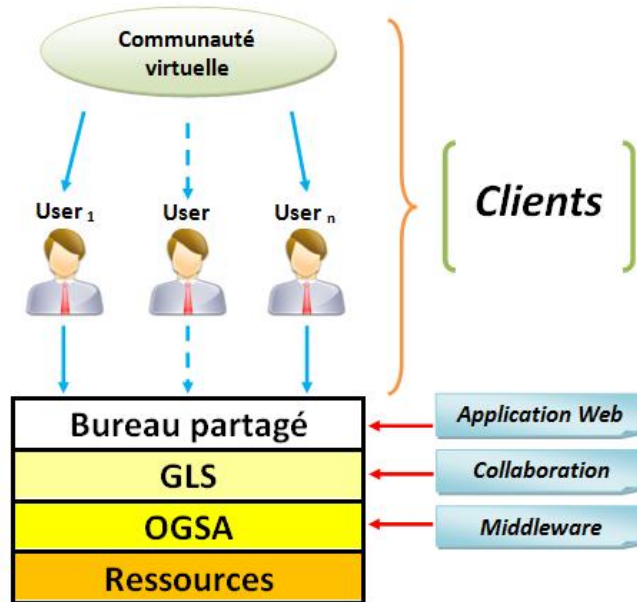 Communauté
virtuelle
User 1
User
User n
Clients
Bureau partagé
GLS
OGSA
Ressources
Application Web
Collaboration
Middleware